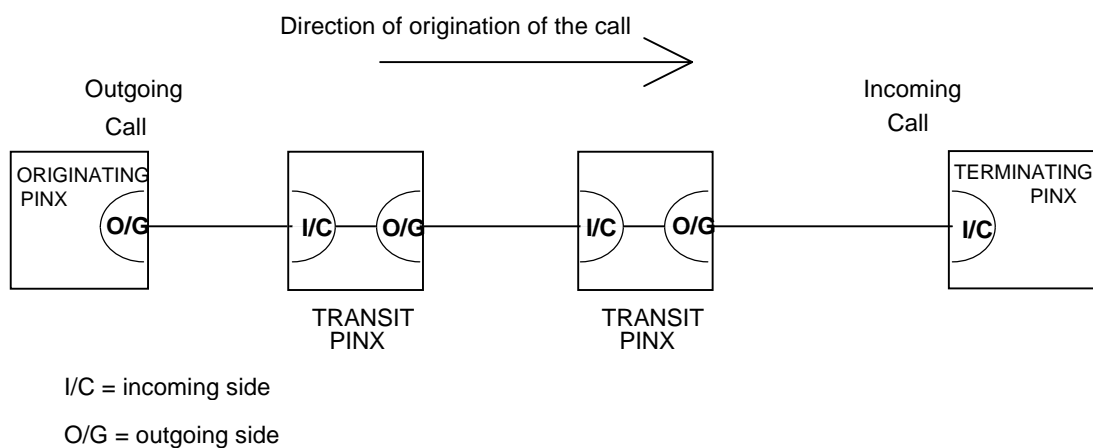 Direction of origination of the call
Outgoing
Call
Incoming
Call
ORIGINATING
PINX
TERMINATING
PINX
O/G
I/C
O/G
I/C
O/G
I/C
TRANSIT
PINX
TRANSIT
PINX
I/C = incoming side
O/G = outgoing side